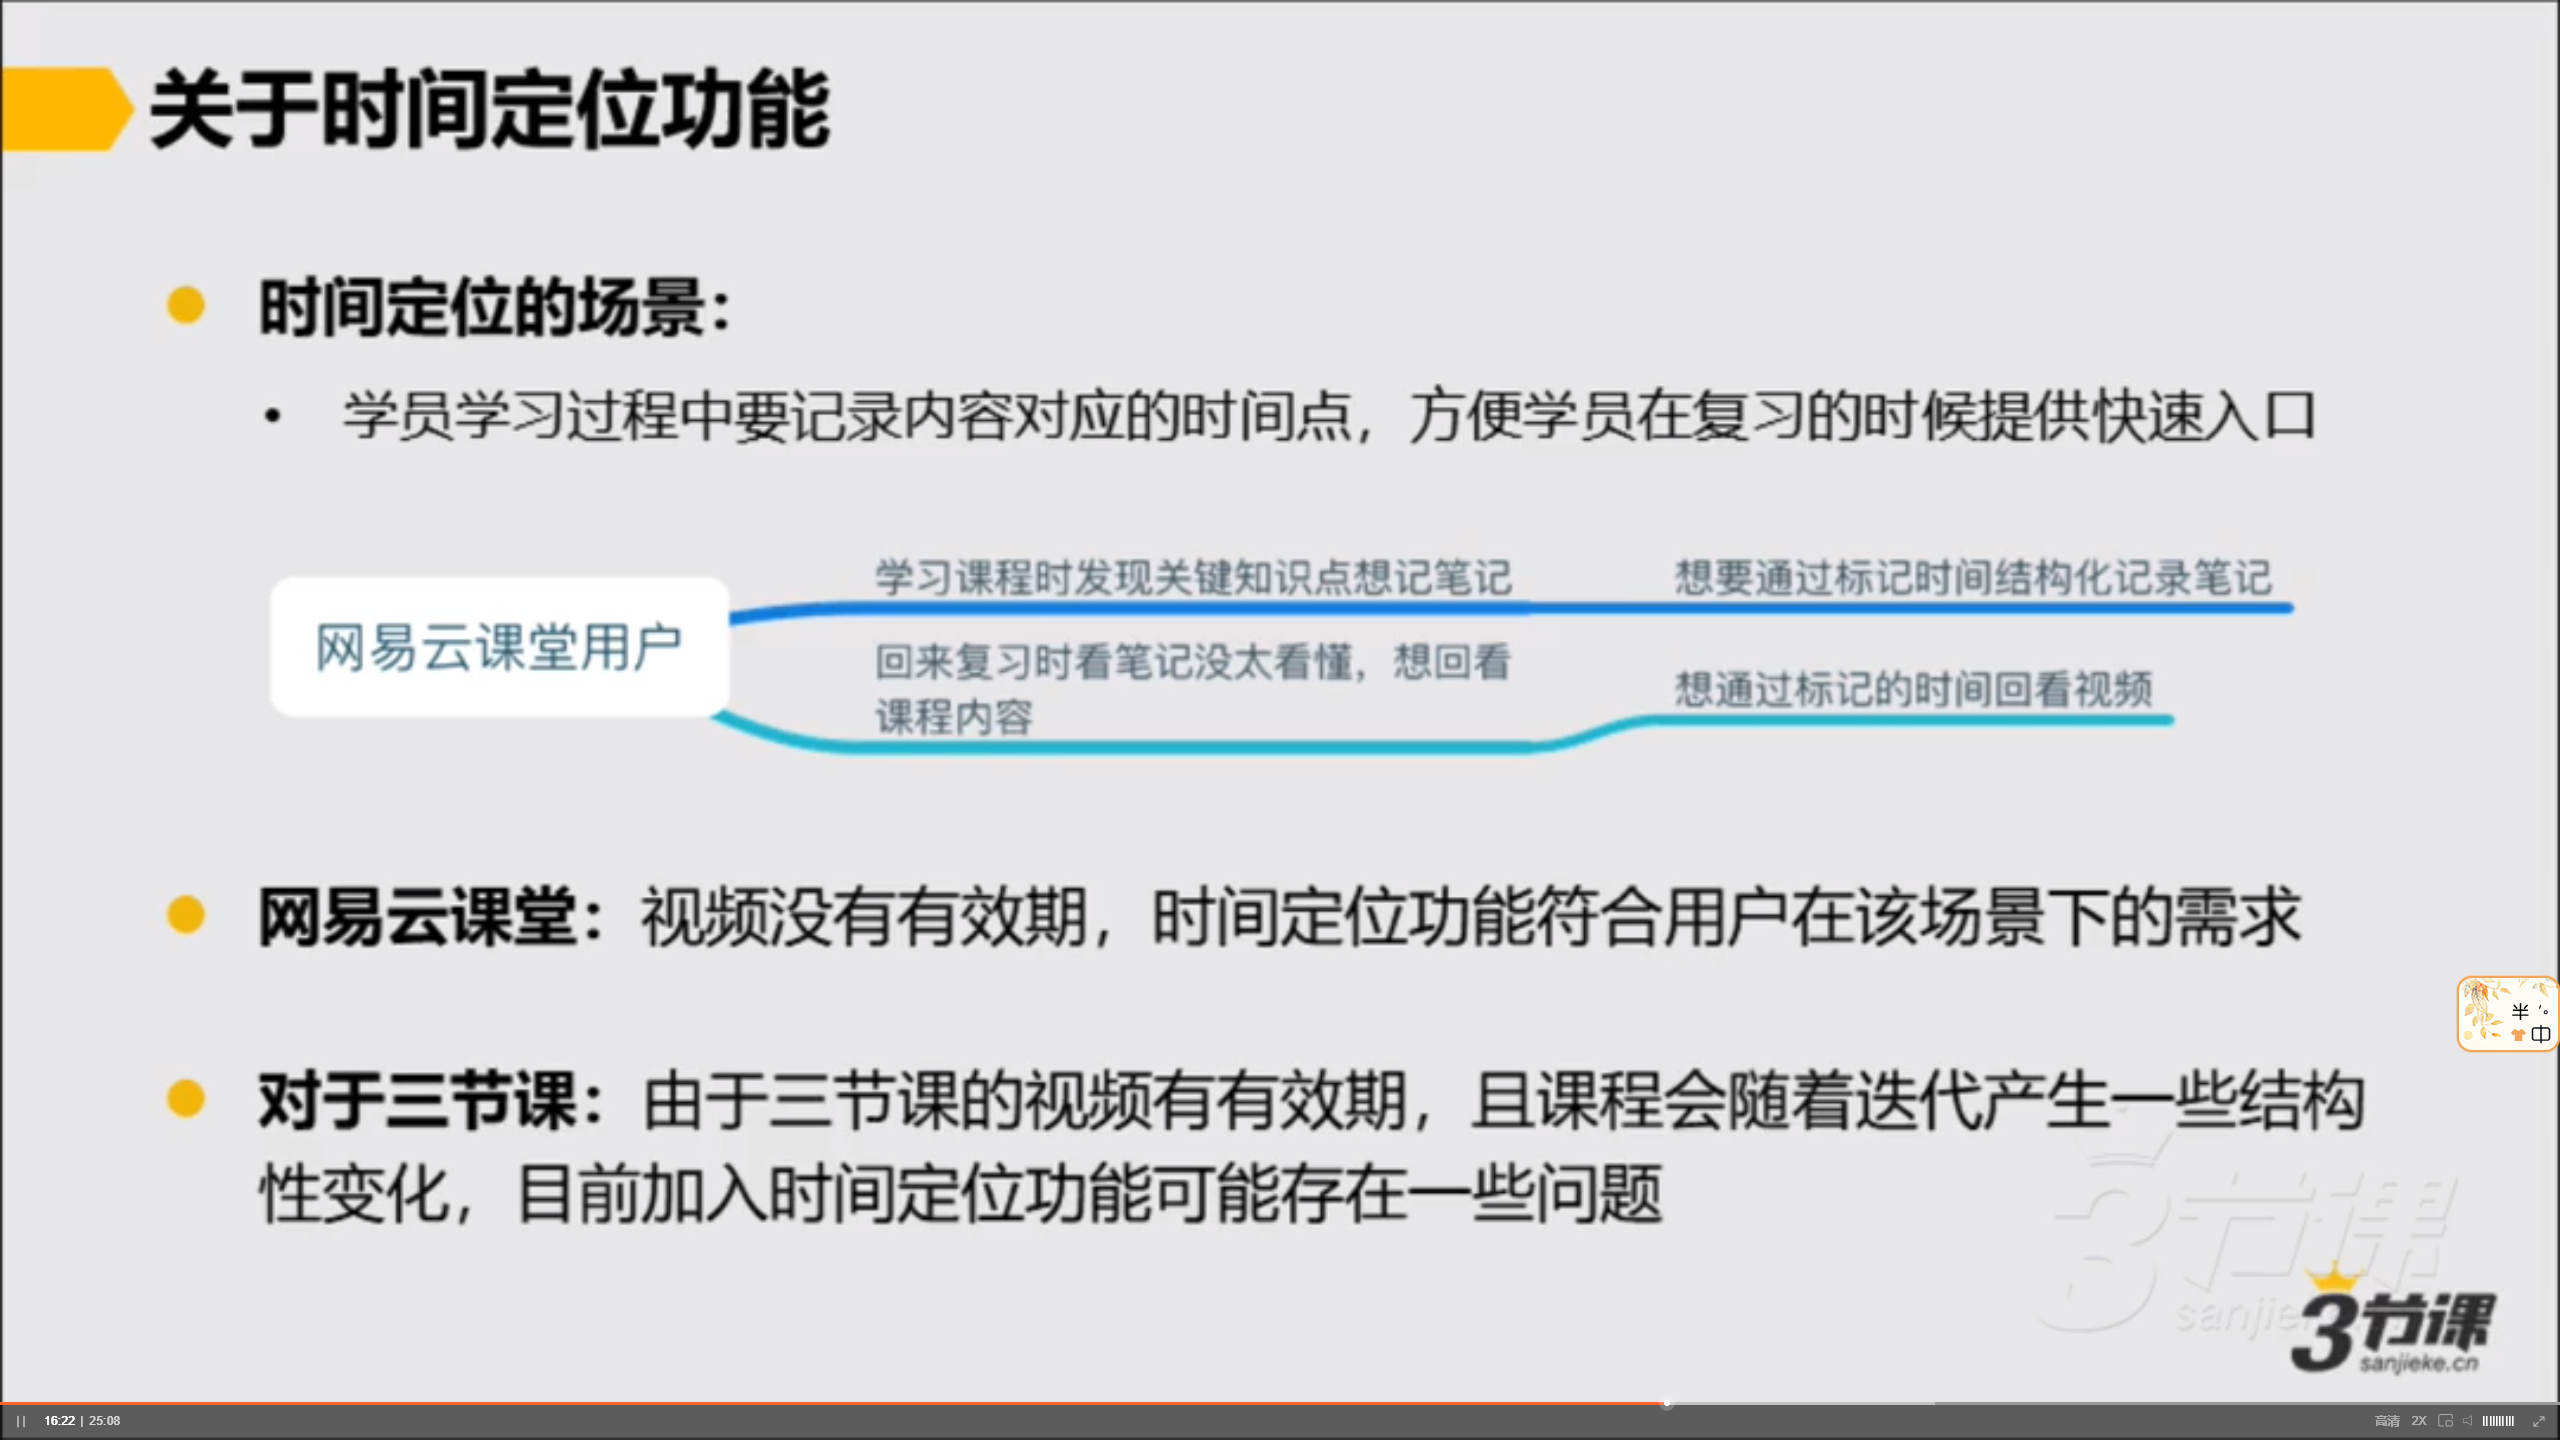 关于时间定位功能
时间定位的场景：
• 学员学习过程中要记录内容对应的时间点，方便学员在复习的时候提供快速入口
网易云课堂用户
学习课程时发现关键知识点想记笔记
想要通过标记时间结构化记录笔记
回来复习时看笔记没太看懂，想回看
课程内容
想通过标记的时间回看视频
网易云课堂：视频没有有效期，时间定位功能符合用户在该场景下的需求
对于三节课：由于三节课的视频有有效期，且课程会随着迭代产生一些结构
性变化，目前加入时间定位功能可能存在一些问题
半 ’。
中
3节课
sanjie
3节课
sanjieke.cn
16:22 | 25:08
高清 2X